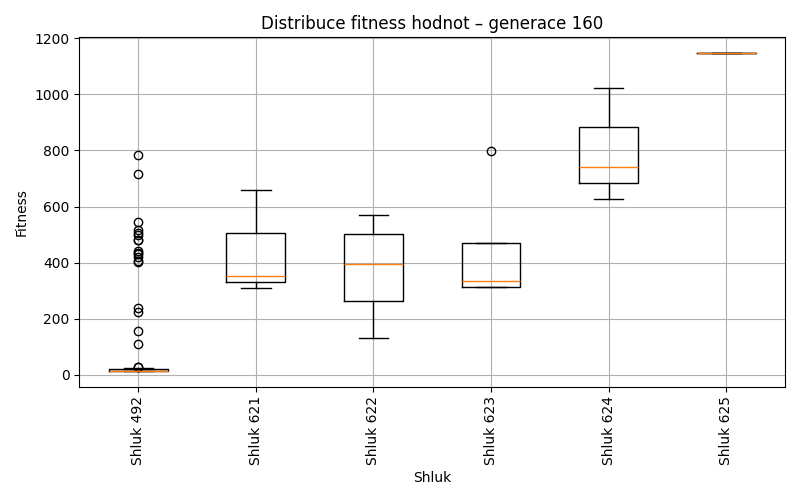 Distribuce fitness hodnot – generace 160
Fitness
1200
1000
800
600
400
200
0
Shluk 492
Shluk 621
Shluk 622
Shluk 623
Shluk 624
Shluk 625
Shluk